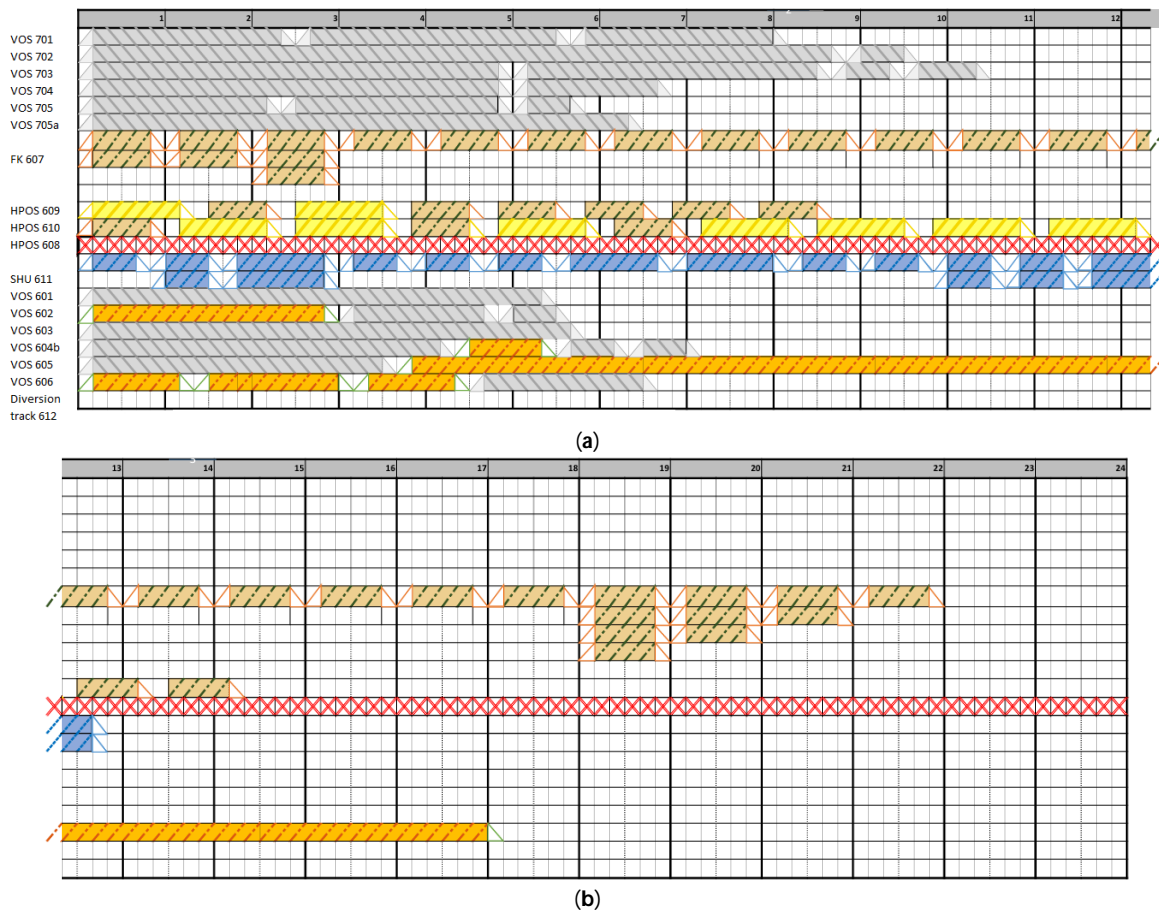 1 2 3 4 5 6 7 8 9 10 11 12
VOS 701
VOS 702
VOS 703
VOS 704
VOS 705
VOS 705a
FK 607
HPOS 609
HPOS 610
HPOS 608
SHU 611
VOS 601
VOS 602
VOS 603
VOS 604b
VOS 605
VOS 606
Diversion
track 612
(a)
13 14 15 16 17 18 19 20 21 22 23 24
(b)